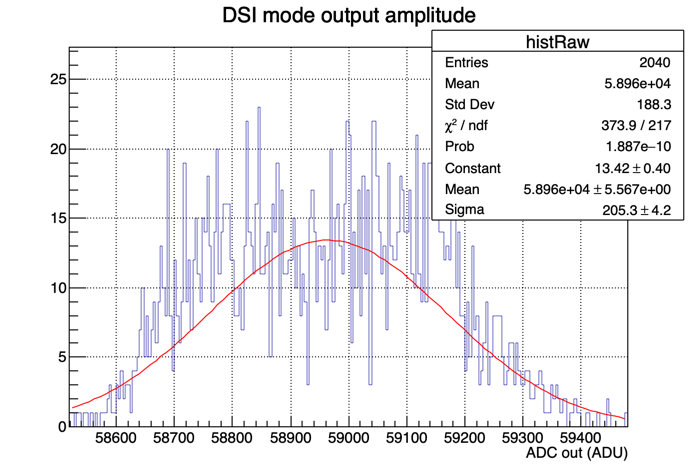 DSI mode output amplitude
histRaw
Entries 2040
Mean 5.896e+04
Std Dev 188.3
χ² / ndf 373.9 / 217
Prob 1.887e−10
Constant 13.42 ± 0.40
Mean 5.896e+04 ± 5.567e+00
Sigma 205.3 ± 4.2
25
20
15
10
5
0
58600 58700 58800 58900 59000 59100 59200 59300 59400
ADC out (ADU)